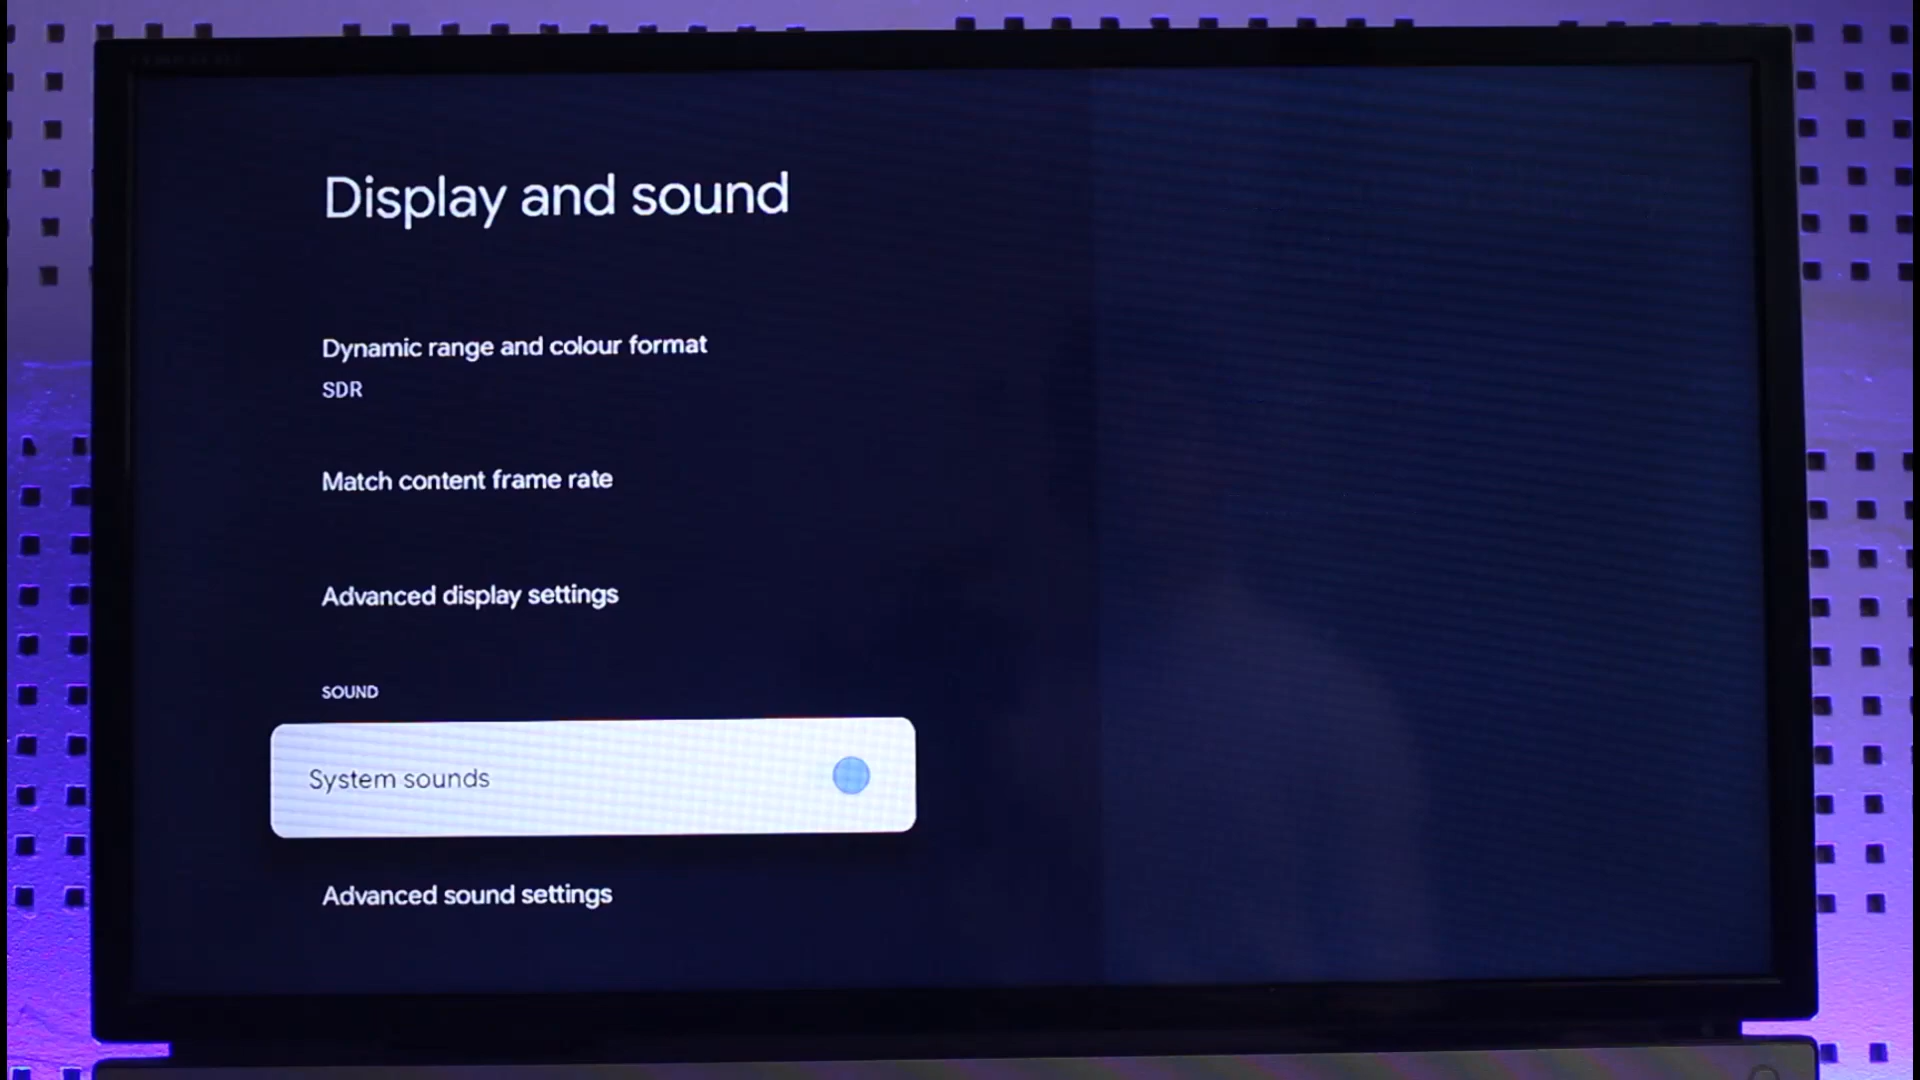 Display and sound
Dynamic range and colour format
SDR
Match content frame rate
Advanced display settings
SOUND
System sounds
Advanced sound settings